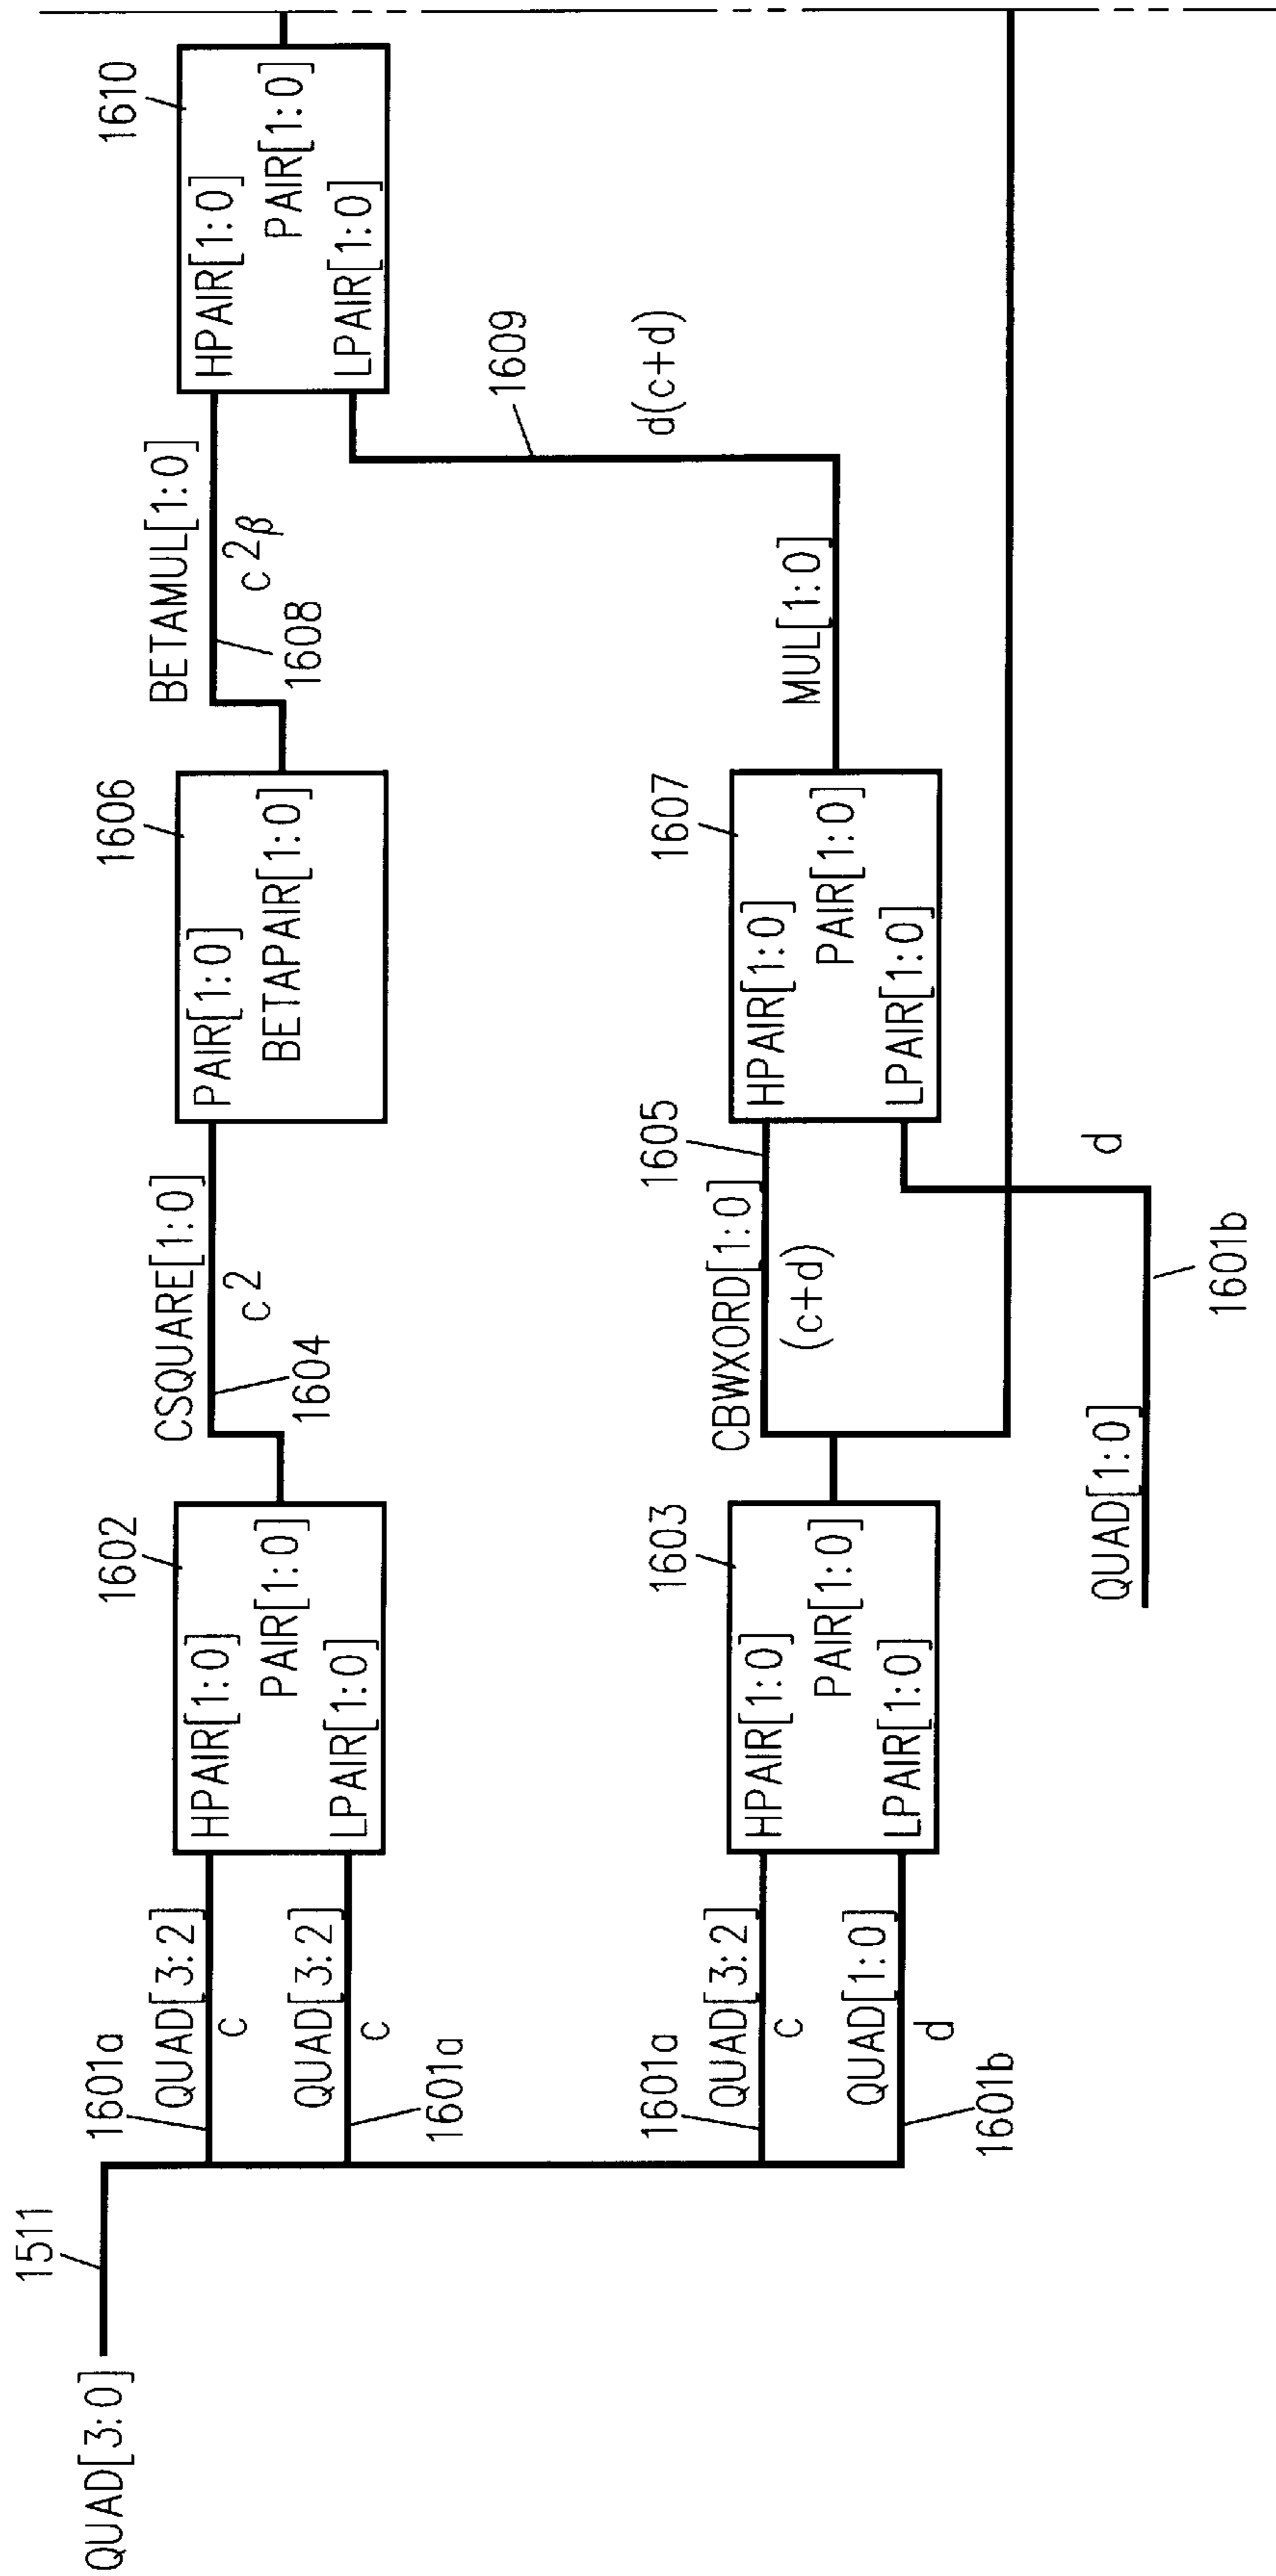 QUAD[3:0]
1511
1601a
QUAD[3:2]
c
QUAD[3:2]
c
1601a
1602
HPAIR[1:0]
PAIR[1:0]
LPAIR[1:0]
CSQUARE[1:0]
c2
1604
1606
PAIR[1:0]
BETAPAIR[1:0]
BETAMUL[1:0]
c2β
1608
1610
HPAIR[1:0]
PAIR[1:0]
LPAIR[1:0]
1609
d(c+d)
1601a
QUAD[3:2]
c
QUAD[1:0]
d
1601b
1603
HPAIR[1:0]
PAIR[1:0]
LPAIR[1:0]
CBWXORD[1:0]
(c+d)
1605
1607
HPAIR[1:0]
PAIR[1:0]
LPAIR[1:0]
MUL[1:0]
QUAD[1:0]
d
1601b